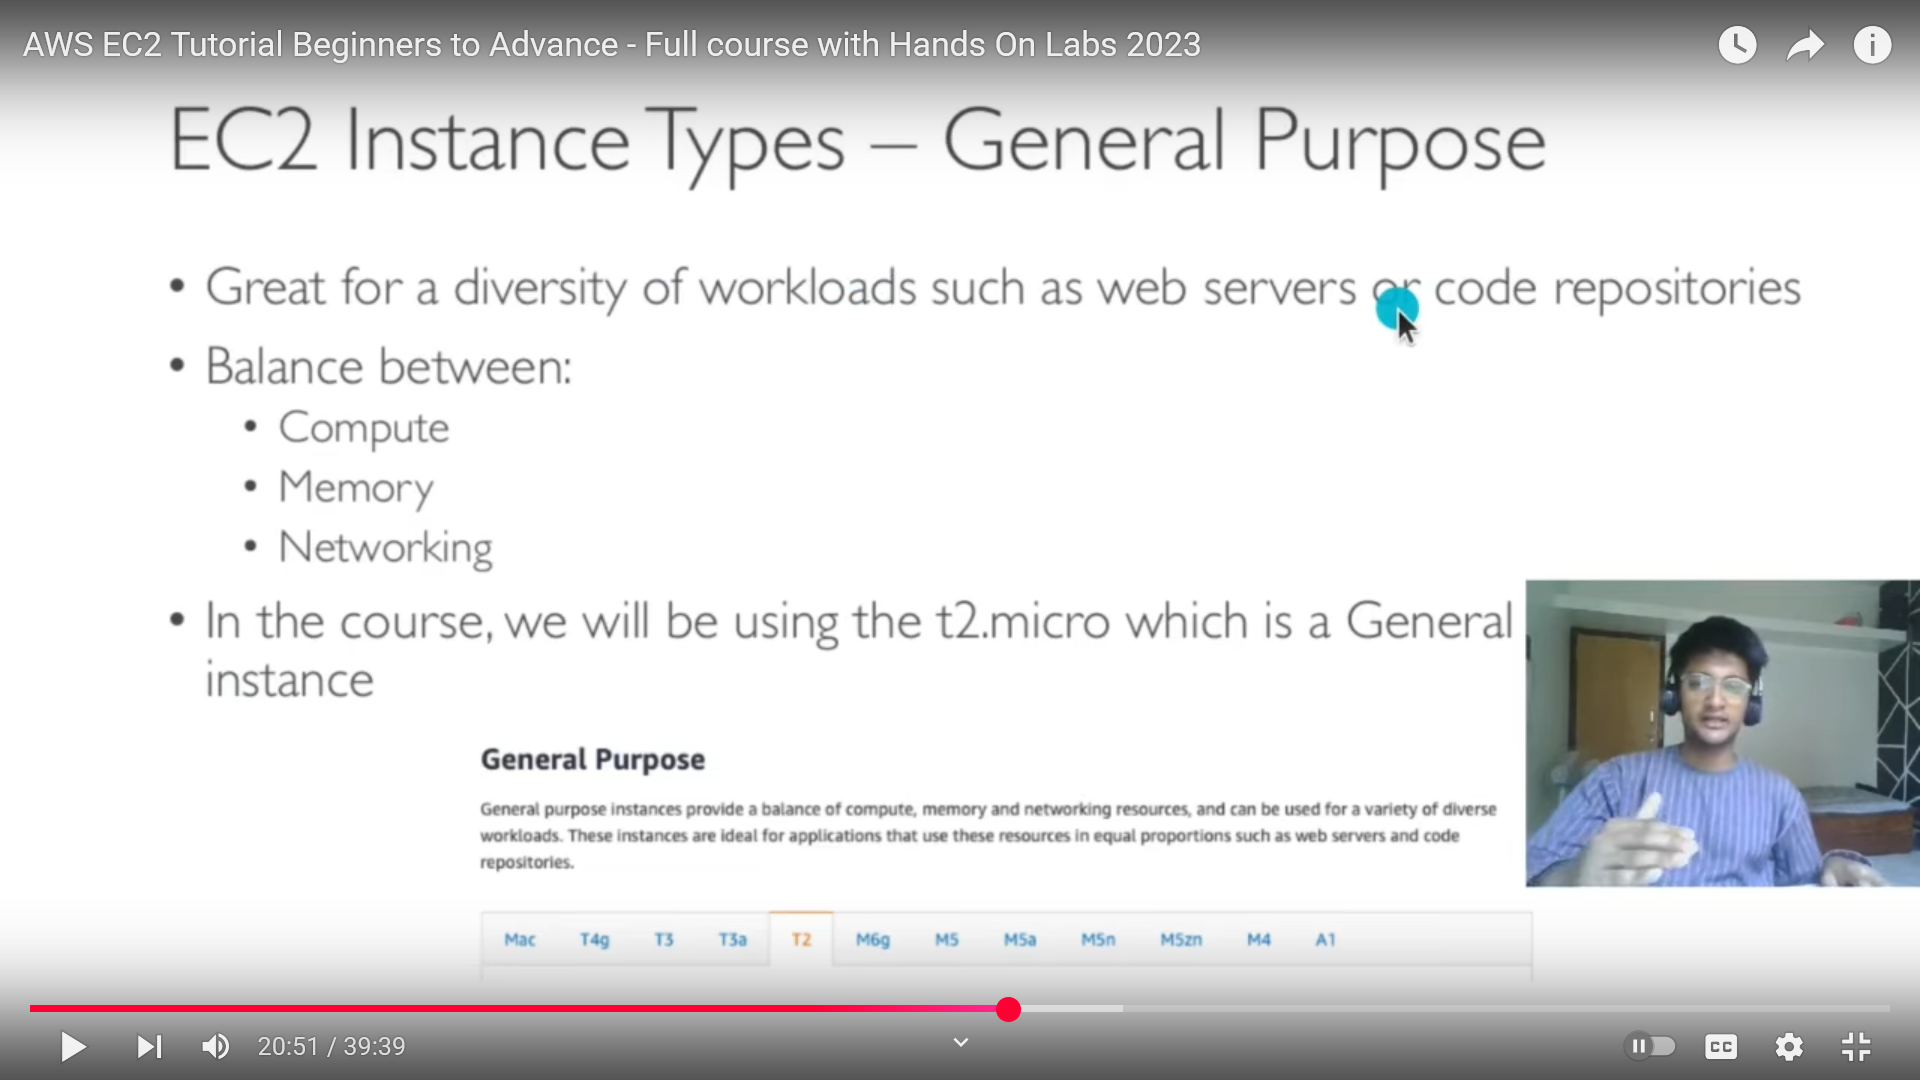 AWS EC2 Tutorial Beginners to Advance - Full course with Hands On Labs 2023
EC2 Instance Types – General Purpose
• Great for a diversity of workloads such as web servers or code repositories
• Balance between:
• Compute
• Memory
• Networking
• In the course, we will be using the t2.micro which is a General
instance
General Purpose
General purpose instances provide a balance of compute, memory and networking resources, and can be used for a variety of diverse
workloads. These instances are ideal for applications that use these resources in equal proportions such as web servers and code
repositories.
Mac T4g T3 T3a T2 M6g M5 M5a M5n M5zn M4 A1
20:51 / 39:39
CC